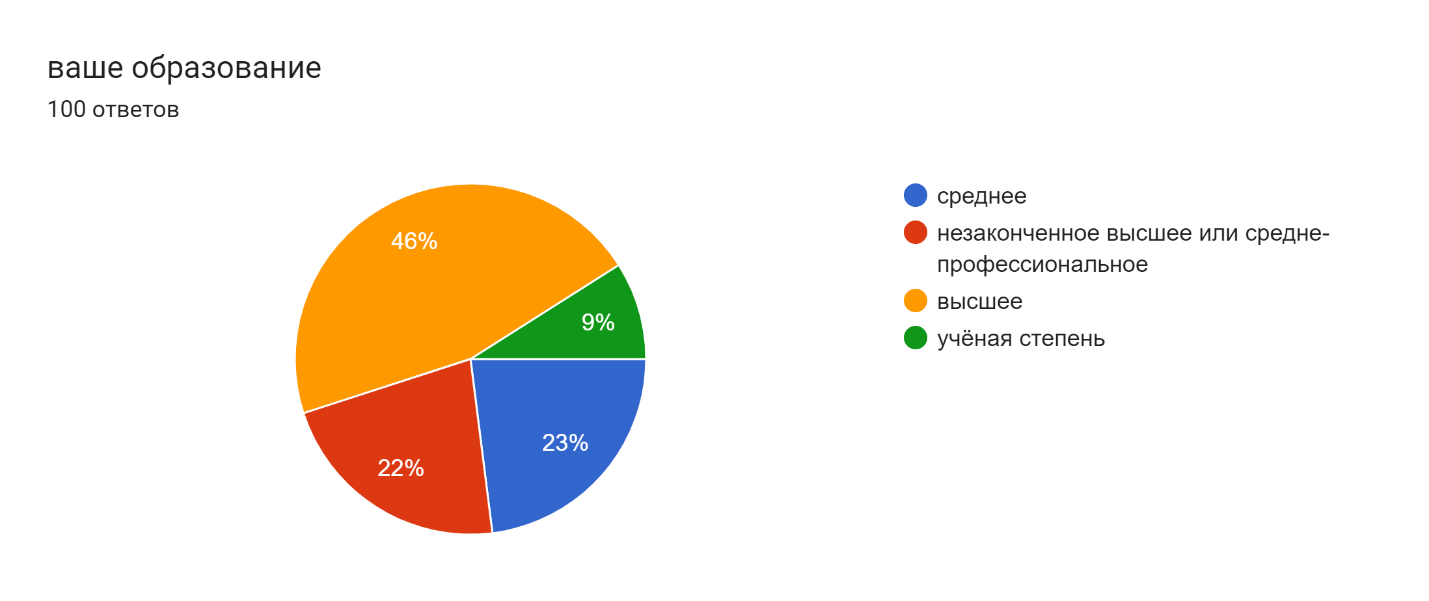 ваше образование
100 ответов
46%
9%
23%
22%
среднее
незаконченное высшее или средне-
профессиональное
высшее
учёная степень